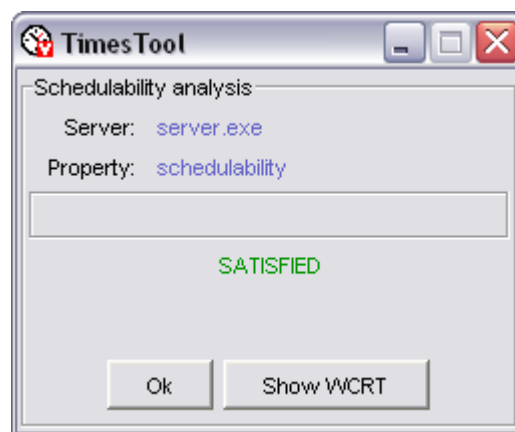 TimesTool
Schedulability analysis
Server: server.exe
Property: schedulability
SATISFIED
Ok Show WCRT